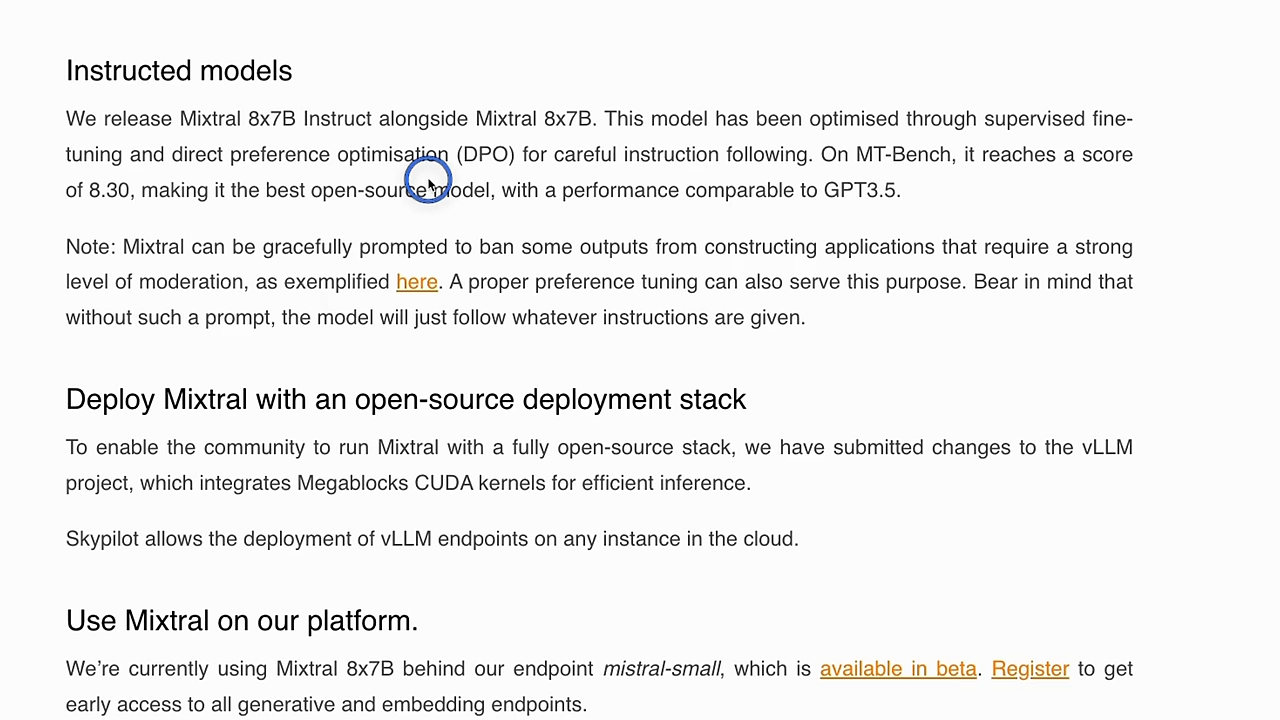 Instructed models
We release Mixtral 8x7B Instruct alongside Mixtral 8x7B. This model has been optimised through supervised fine-
tuning and direct preference optimisation (DPO) for careful instruction following. On MT-Bench, it reaches a score
of 8.30, making it the best open-source model, with a performance comparable to GPT3.5.
Note: Mixtral can be gracefully prompted to ban some outputs from constructing applications that require a strong
level of moderation, as exemplified here. A proper preference tuning can also serve this purpose. Bear in mind that
without such a prompt, the model will just follow whatever instructions are given.
Deploy Mixtral with an open-source deployment stack
To enable the community to run Mixtral with a fully open-source stack, we have submitted changes to the vLLM
project, which integrates Megablocks CUDA kernels for efficient inference.
Skypilot allows the deployment of vLLM endpoints on any instance in the cloud.
Use Mixtral on our platform.
We’re currently using Mixtral 8x7B behind our endpoint mistral-small, which is available in beta. Register to get
early access to all generative and embedding endpoints.